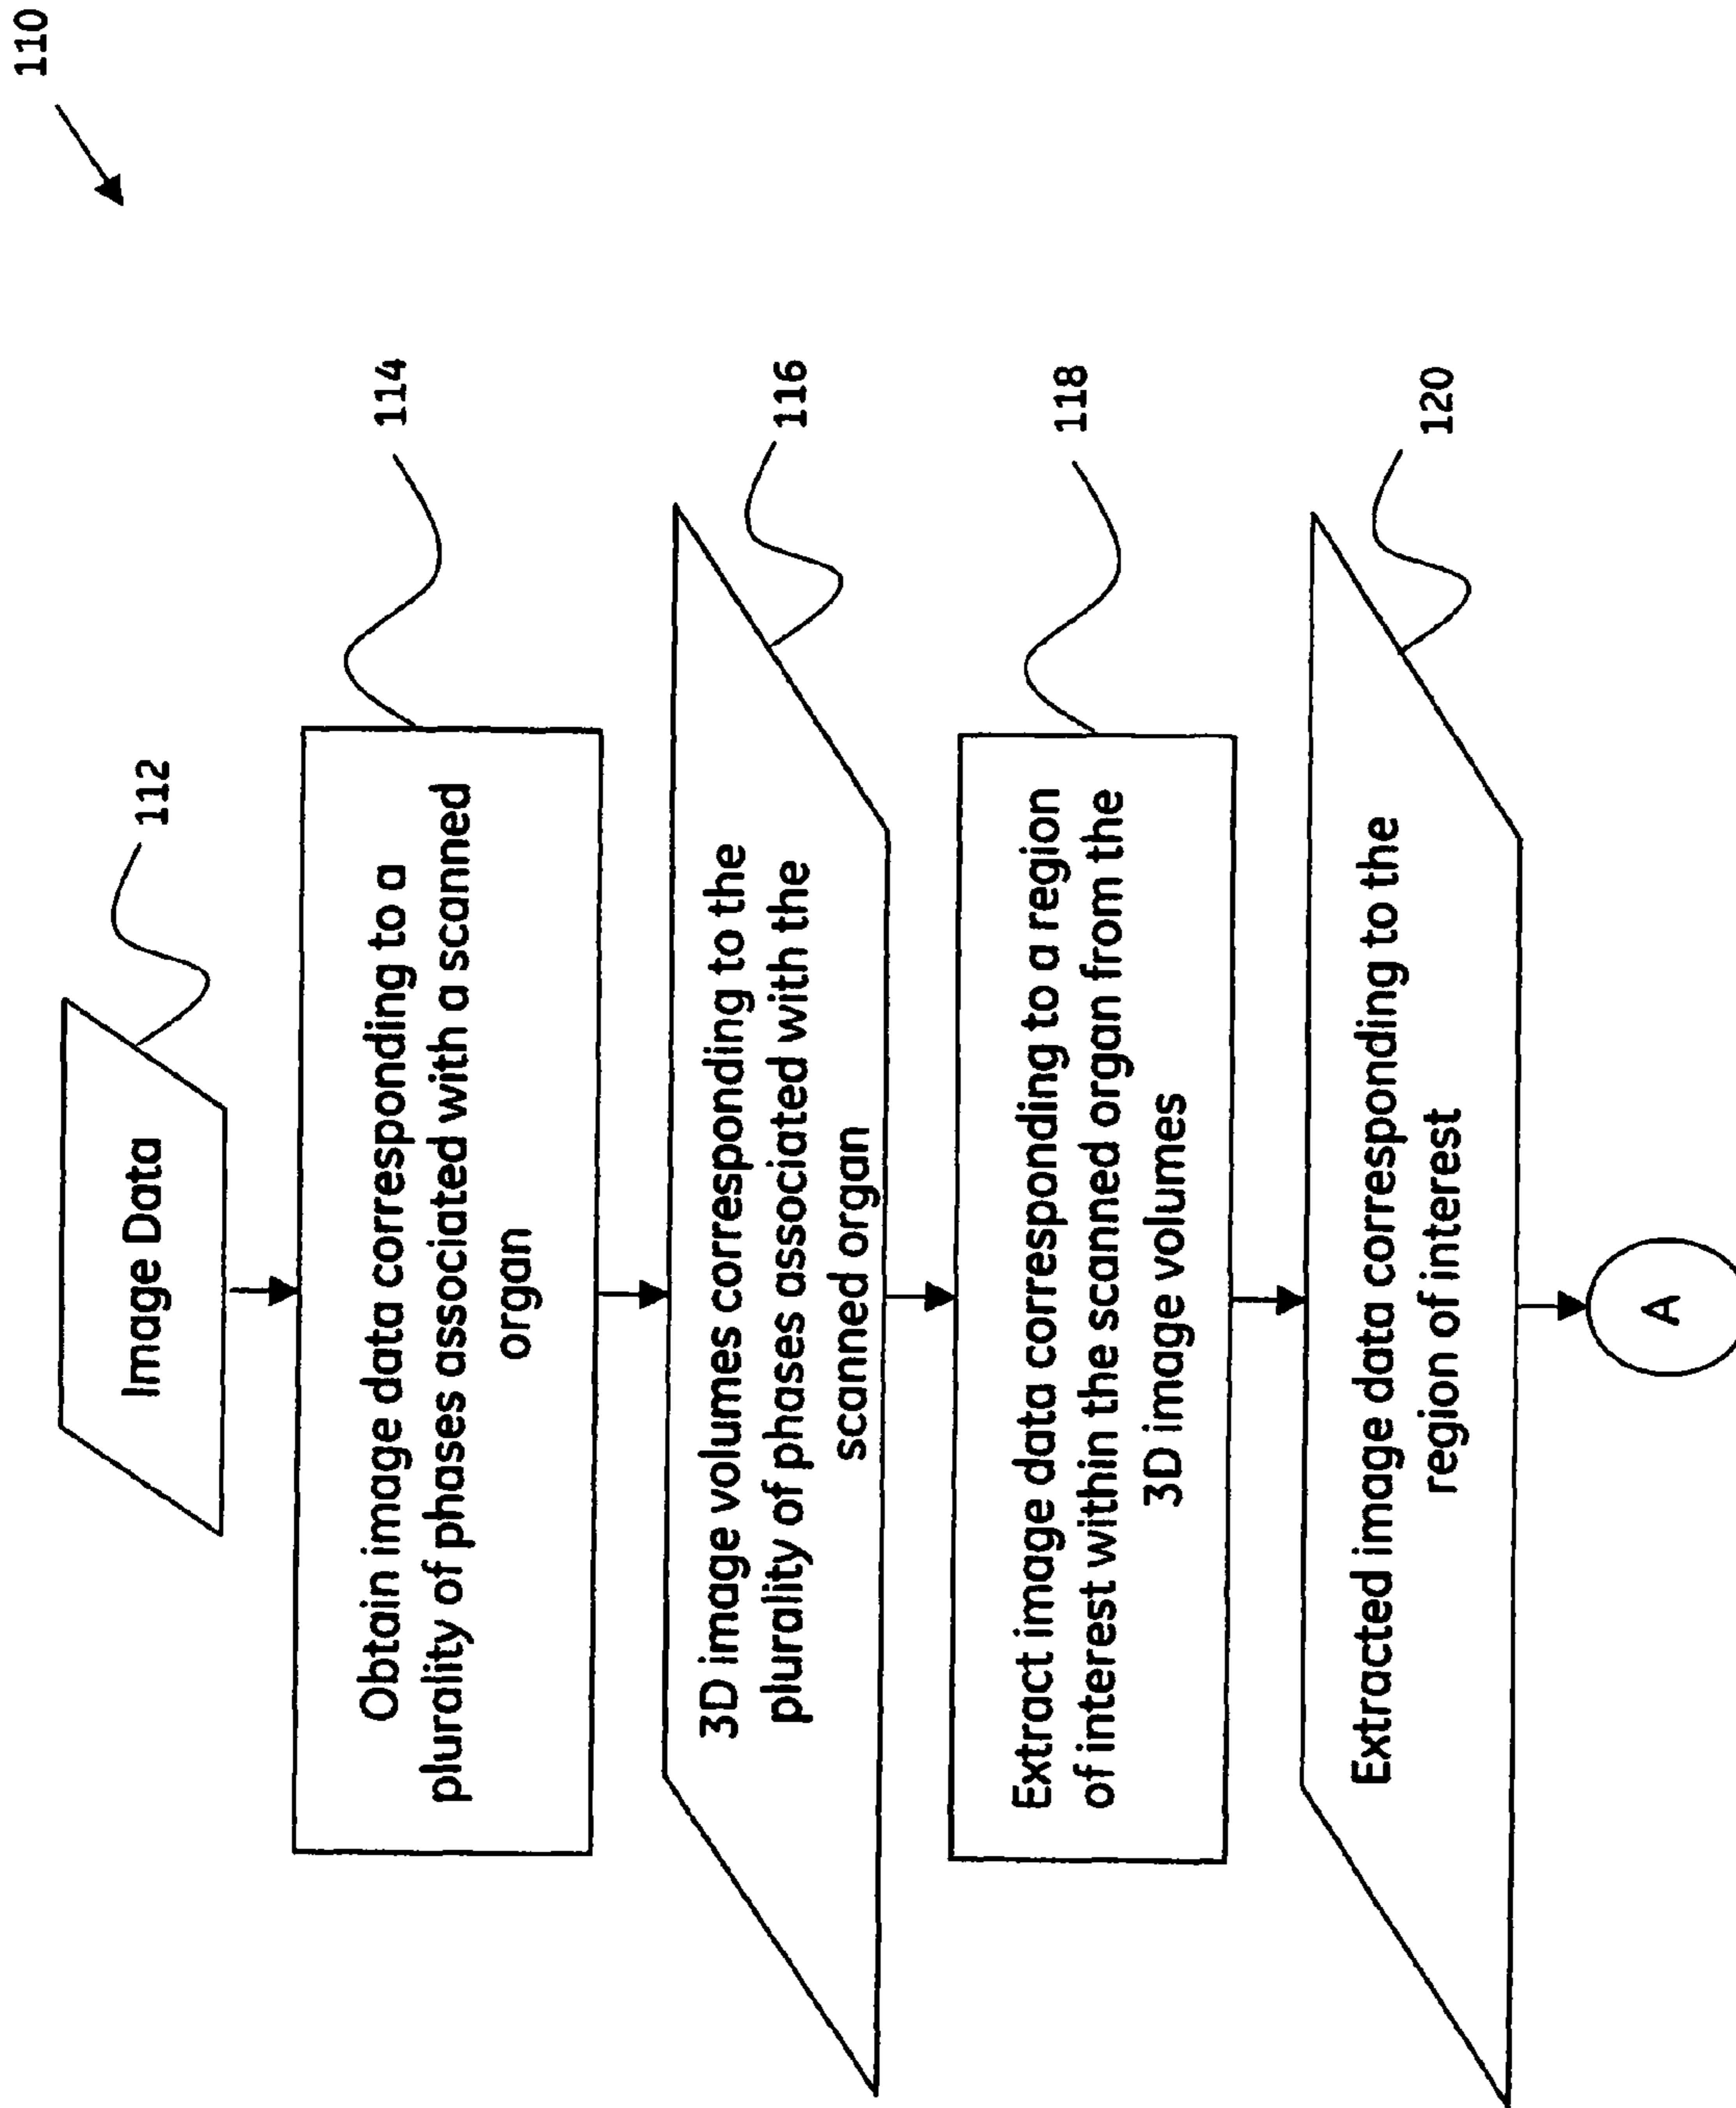 110
112
Image Data
114
Obtain image data corresponding to a
plurality of phases associated with a scanned
organ
116
3D image volumes corresponding to the
plurality of phases associated with the
scanned organ
118
Extract image data corresponding to a region
of interest within the scanned organ from the
3D image volumes
120
Extracted image data corresponding to the
region of interest
A